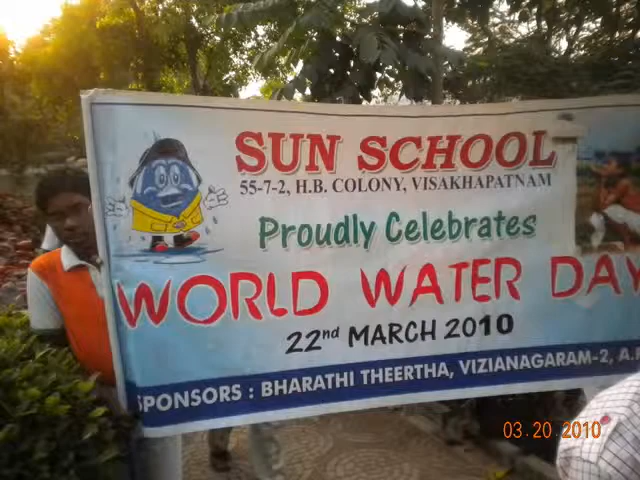 SUN SCHOOL
55-7-2, H.B. COLONY, VISAKHAPATNAM
Proudly Celebrates
WORLD WATER DAY
22nd MARCH 2010
SPONSORS : BHARATHI THEERTHA, VIZIANAGARAM-2, A.P
03.20.2010